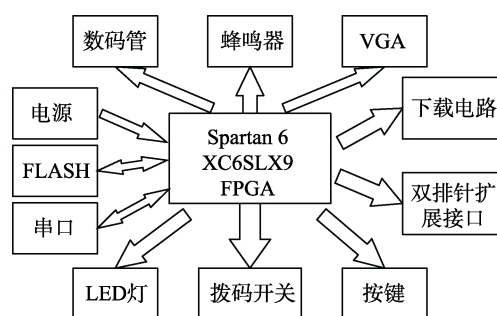 数码管
蜂鸣器
VGA
电源
下载电路
Spartan 6
XC6SLX9
FPGA
FLASH
串口
双排针扩
展接口
LED灯
拨码开关
按键